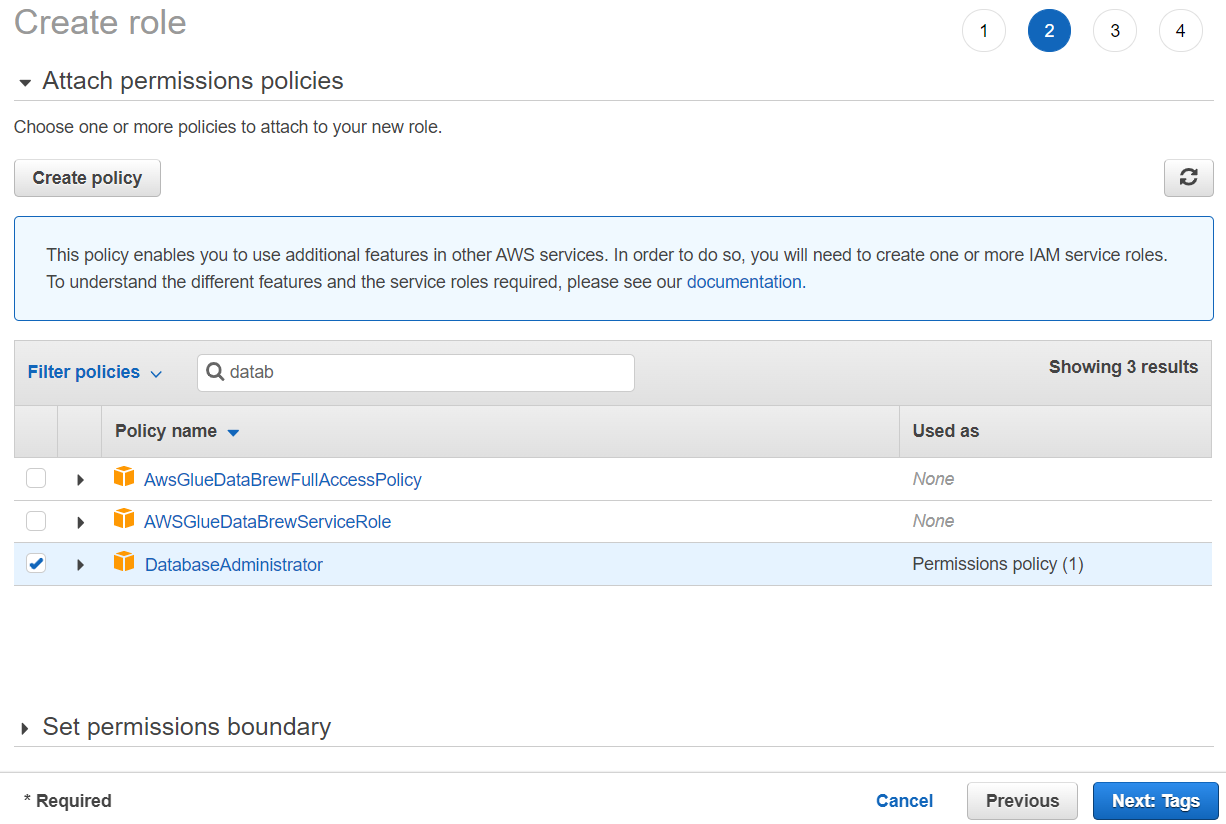 Create role
1
2
3
4
Attach permissions policies
Choose one or more policies to attach to your new role.
Create policy
This policy enables you to use additional features in other AWS services. In order to do so, you will need to create one or more IAM service roles.
To understand the different features and the service roles required, please see our documentation.
Filter policies
datab
Showing 3 results
Policy name
Used as
AwsGlueDataBrewFullAccessPolicy
None
AWSGlueDataBrewServiceRole
None
DatabaseAdministrator
Permissions policy (1)
Set permissions boundary
* Required
Cancel
Previous
Next: Tags